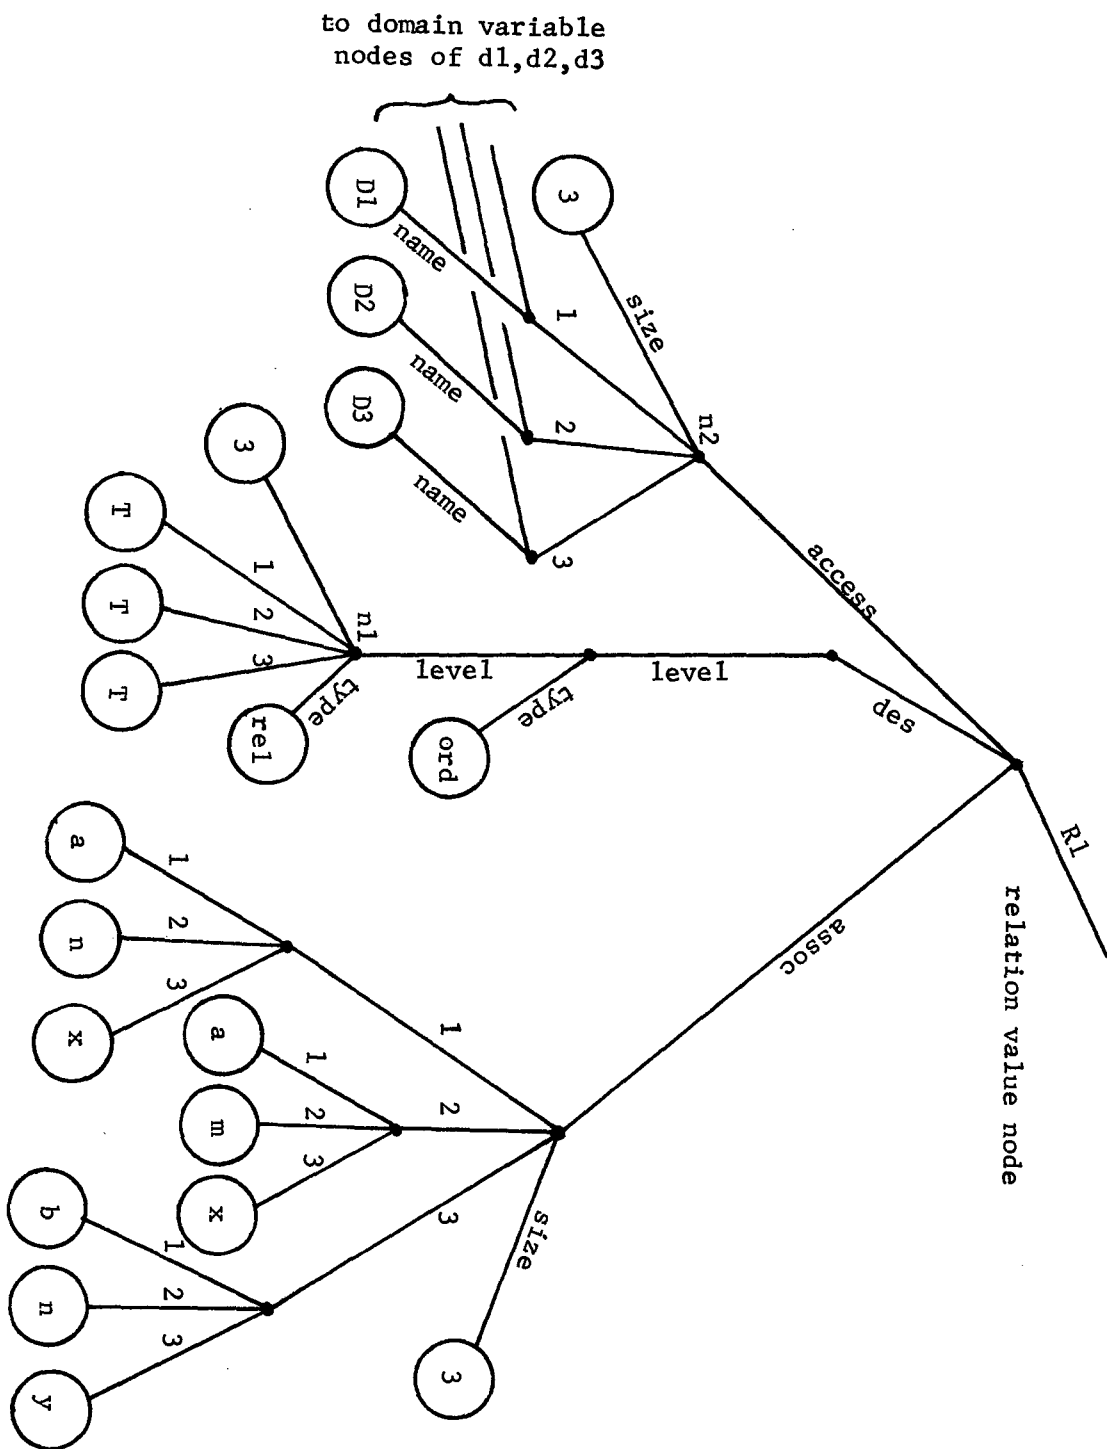 to domain variable
nodes of d1,d2,d3
R1
relation value node
access
des
assoc
n2
size
3
1
2
3
name
D1
name
D2
name
D3
level
level
type
ord
n1
3
1
2
3
T
T
T
type
rel
1
2
3
size
3
1
2
3
a
n
x
1
2
3
a
m
x
1
2
3
b
n
y